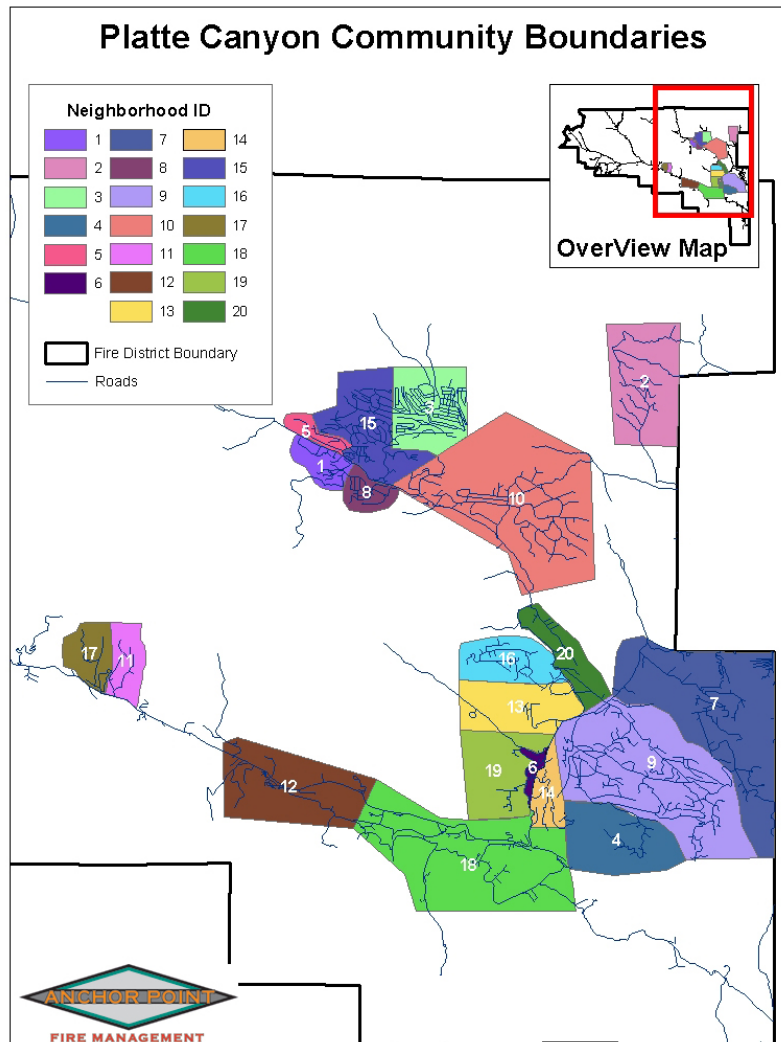 Platte Canyon Community Boundaries
Neighborhood ID
1 7 14
2 8 15
3 9 16
4 10 17
5 11 18
6 12 19
13 20
Fire District Boundary
Roads
OverView Map
2
3
15
5
1
8
10
17
11
16
20
13
7
9
6
19
14
12
4
18
ANCHOR POINT
FIRE MANAGEMENT